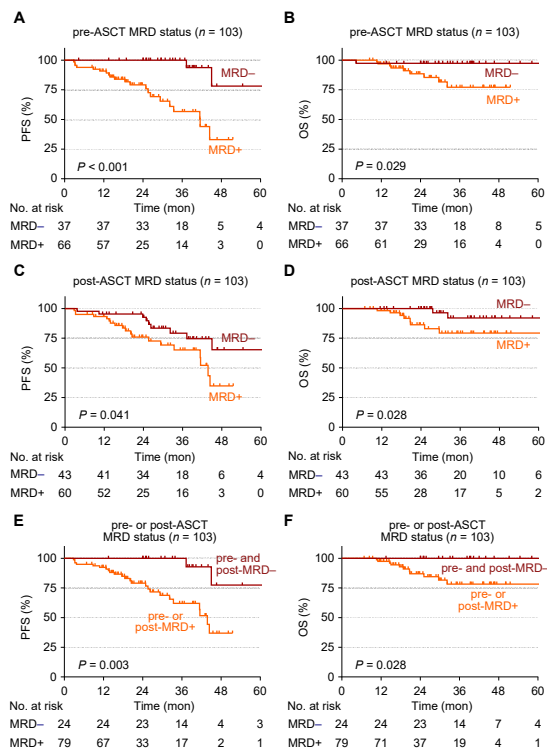 A
pre-ASCT MRD status (n = 103)
100
75
50
25
0
PFS (%)
MRD–
MRD+
P < 0.001
0 12 24 36 48 60
No. at risk Time (mon)
MRD– 37 37 33 18 5 4
MRD+ 66 57 25 14 3 0
B
pre-ASCT MRD status (n = 103)
100
75
50
25
0
OS (%)
MRD–
MRD+
P = 0.029
0 12 24 36 48 60
No. at risk Time (mon)
MRD– 37 37 33 18 8 5
MRD+ 66 61 29 16 4 0
C
post-ASCT MRD status (n = 103)
100
75
50
25
0
PFS (%)
MRD–
MRD+
P = 0.041
0 12 24 36 48 60
No. at risk Time (mon)
MRD– 43 41 34 18 6 4
MRD+ 60 52 25 16 3 0
D
post-ASCT MRD status (n = 103)
100
75
50
25
0
OS (%)
MRD–
MRD+
P = 0.028
0 12 24 36 48 60
No. at risk Time (mon)
MRD– 43 43 36 20 10 6
MRD+ 60 55 28 17 5 2
E
pre- or post-ASCT
MRD status (n = 103)
100
75
50
25
0
PFS (%)
pre- and
post-MRD–
pre- or
post-MRD+
P = 0.003
0 12 24 36 48 60
No. at risk Time (mon)
MRD– 24 24 23 14 4 3
MRD+ 79 67 33 17 2 1
F
pre- or post-ASCT
MRD status (n = 103)
100
75
50
25
0
OS (%)
pre- and post-MRD–
pre- or
post-MRD+
P = 0.028
0 12 24 36 48 60
No. at risk Time (mon)
MRD– 24 24 23 14 7 4
MRD+ 79 71 37 19 4 1